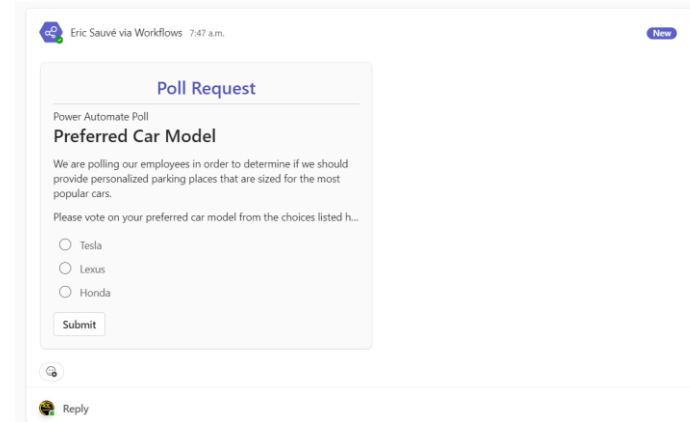 Eric Sauvé via Workflows 7:47 a.m.
New
Poll Request
Power Automate Poll
Preferred Car Model
We are polling our employees in order to determine if we should
provide personalized parking places that are sized for the most
popular cars.
Please vote on your preferred car model from the choices listed h...
Tesla
Lexus
Honda
Submit
Reply